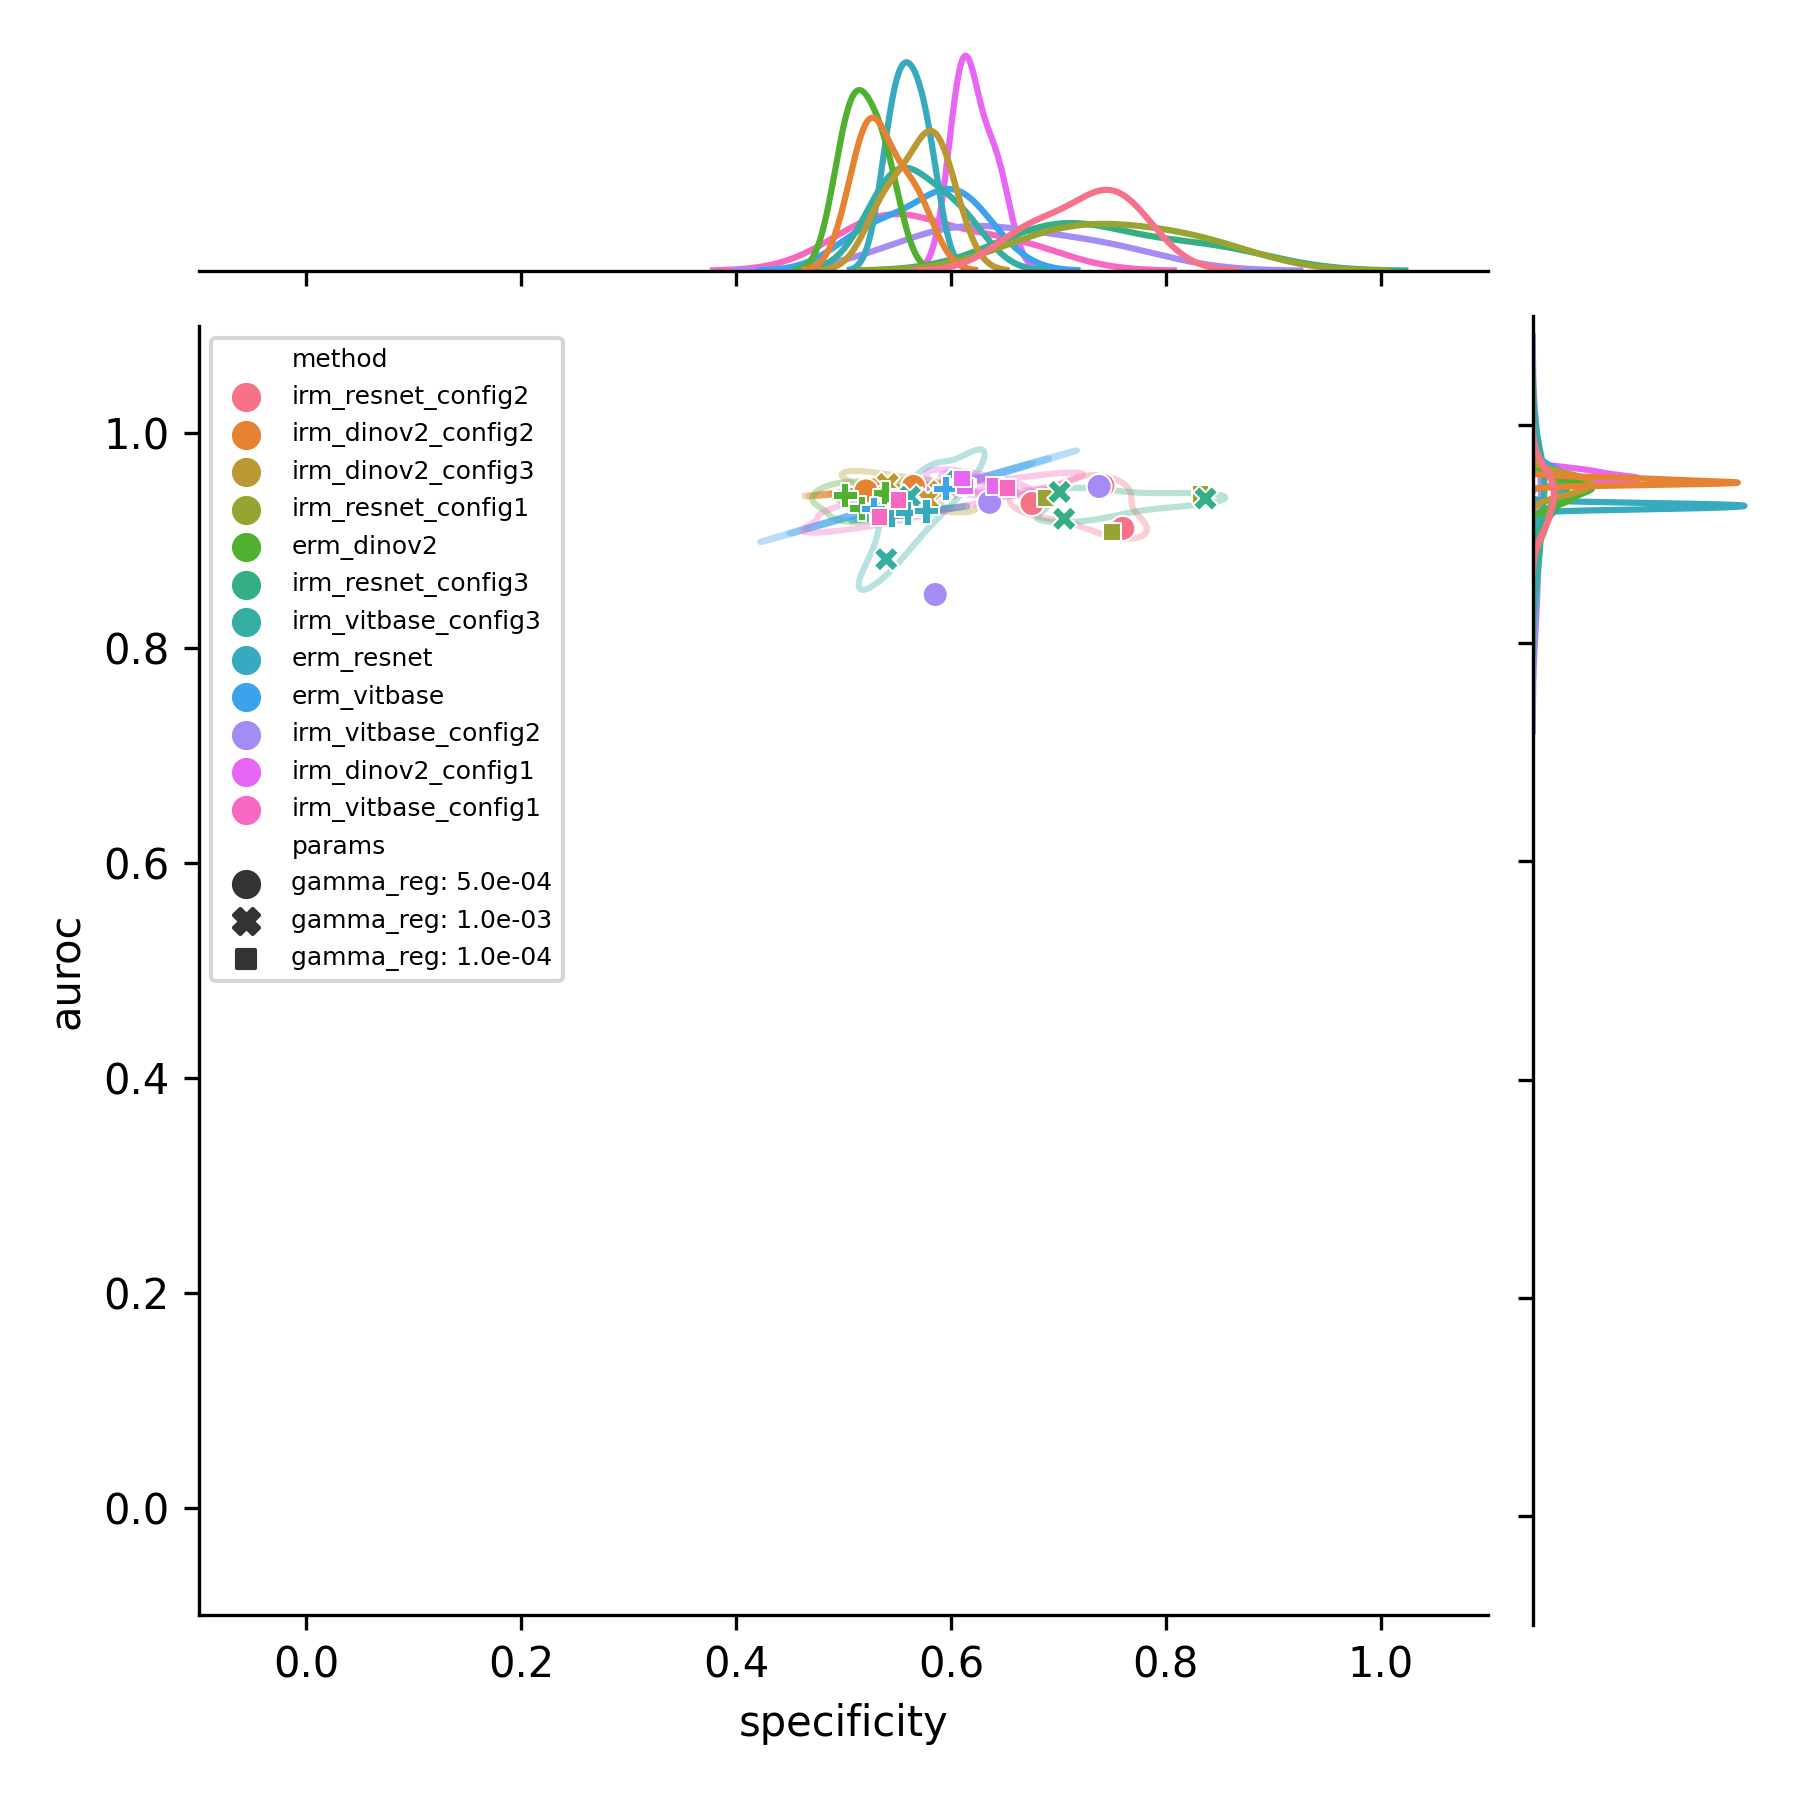 method
irm_resnet_config2
irm_dinov2_config2
irm_dinov2_config3
irm_resnet_config1
erm_dinov2
irm_resnet_config3
irm_vitbase_config3
erm_resnet
erm_vitbase
irm_vitbase_config2
irm_dinov2_config1
irm_vitbase_config1
params
gamma_reg: 5.0e-04
gamma_reg: 1.0e-03
gamma_reg: 1.0e-04
auroc
1.0
0.8
0.6
0.4
0.2
0.0
0.0 0.2 0.4 0.6 0.8 1.0
specificity